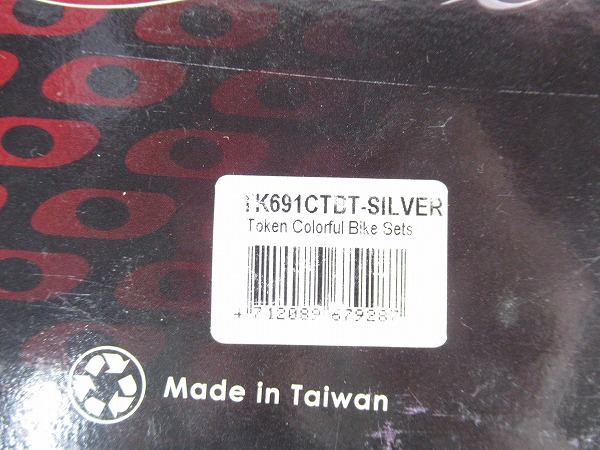 TK691CTBT-SILVER
Token Colorful Bike Sets
4 712089 679287
Made in Taiwan